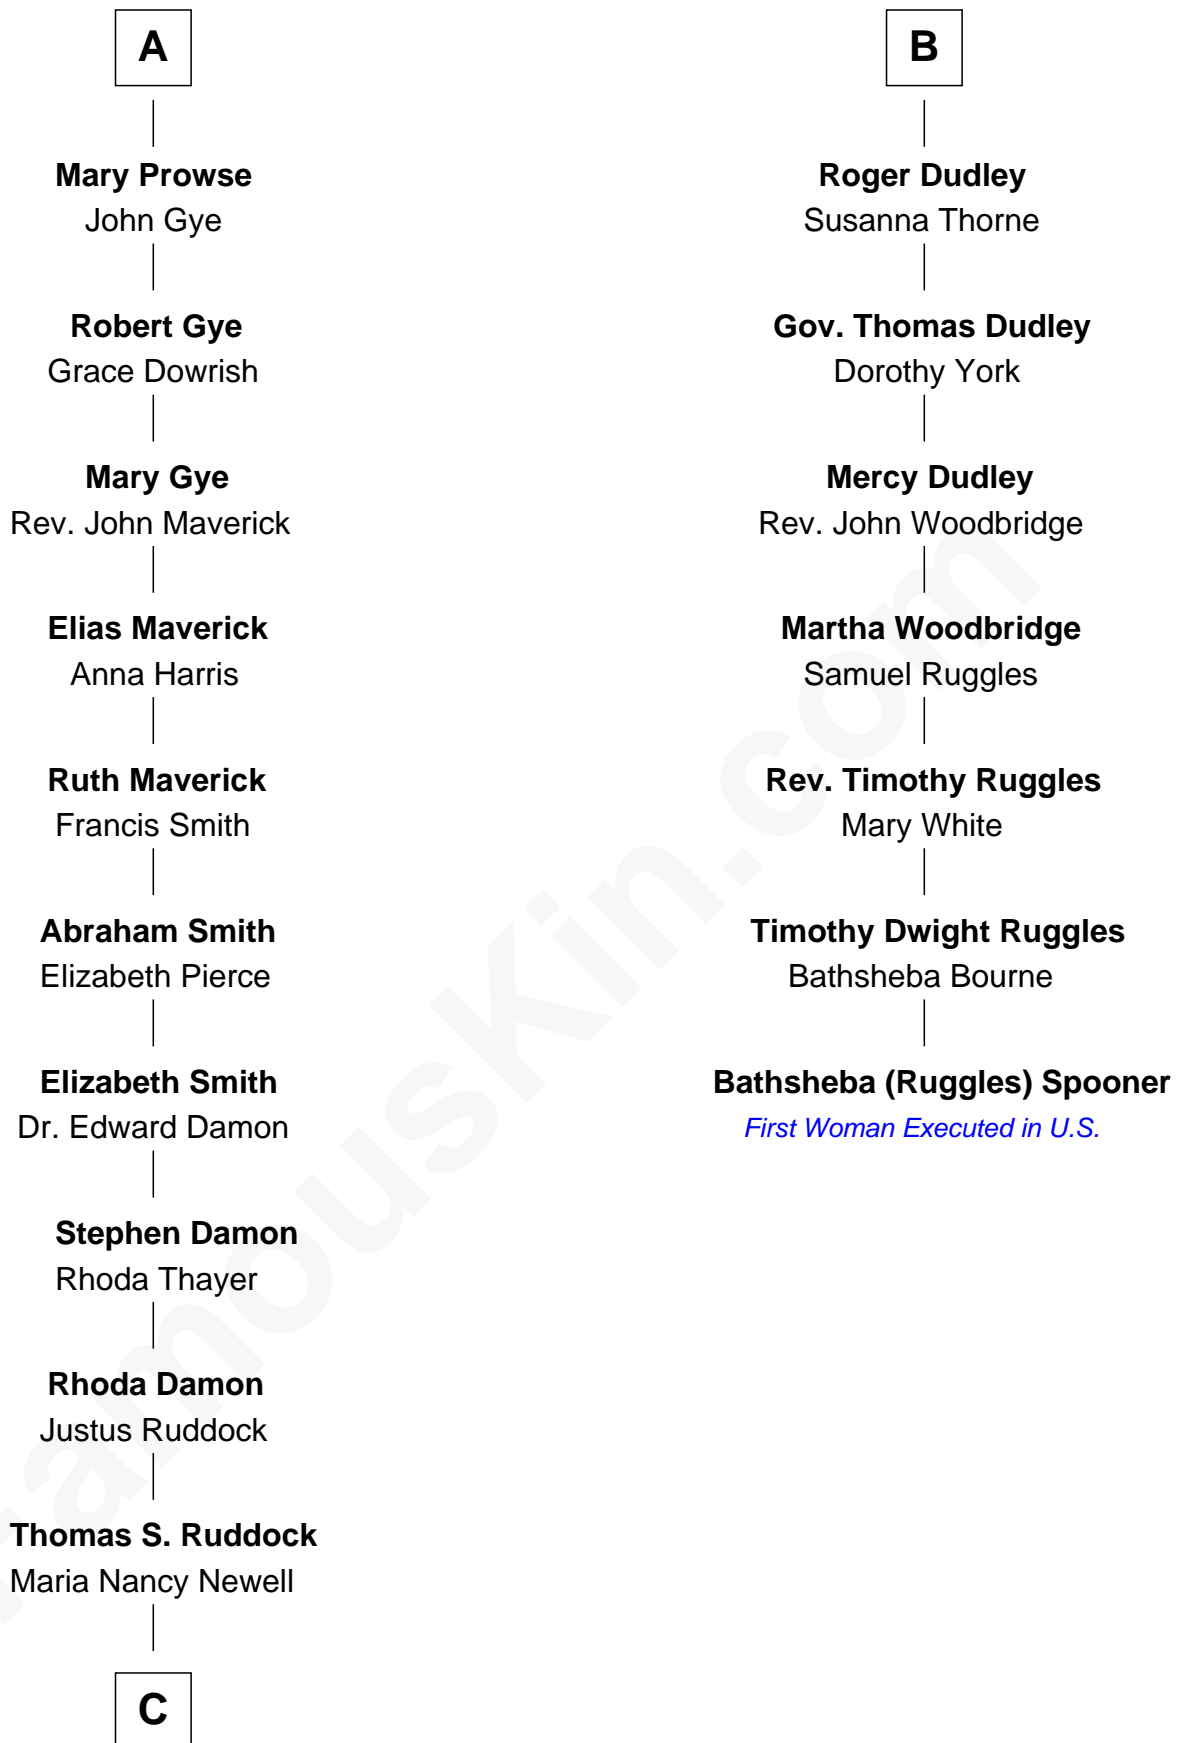 A
Mary Prowse
John Gye
Robert Gye
Grace Dowrish
Mary Gye
Rev. John Maverick
Elias Maverick
Anna Harris
Ruth Maverick
Francis Smith
Abraham Smith
Elizabeth Pierce
Elizabeth Smith
Dr. Edward Damon
Stephen Damon
Rhoda Thayer
Rhoda Damon
Justus Ruddock
Thomas S. Ruddock
Maria Nancy Newell
C
B
Roger Dudley
Susanna Thorne
Gov. Thomas Dudley
Dorothy York
Mercy Dudley
Rev. John Woodbridge
Martha Woodbridge
Samuel Ruggles
Rev. Timothy Ruggles
Mary White
Timothy Dwight Ruggles
Bathsheba Bourne
Bathsheba (Ruggles) Spooner
First Woman Executed in U.S.
FamousKin.com